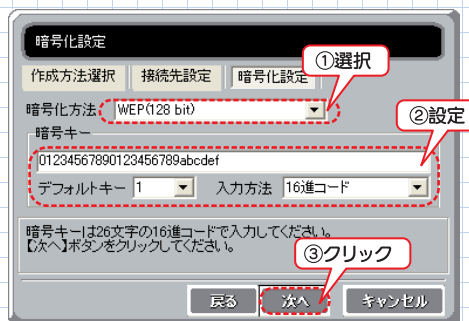 暗号化設定
作成方法選択 接続先設定 暗号化設定
①選択
暗号化方法 WEP(128 bit)
②設定
暗号キー
01234567890123456789abcdef
デフォルトキー 1 入力方法 16進コード
暗号キーは26文字の16進コードで入力してください。
【次へ】ボタンをクリックしてください。
③クリック
戻る 次へ キャンセル